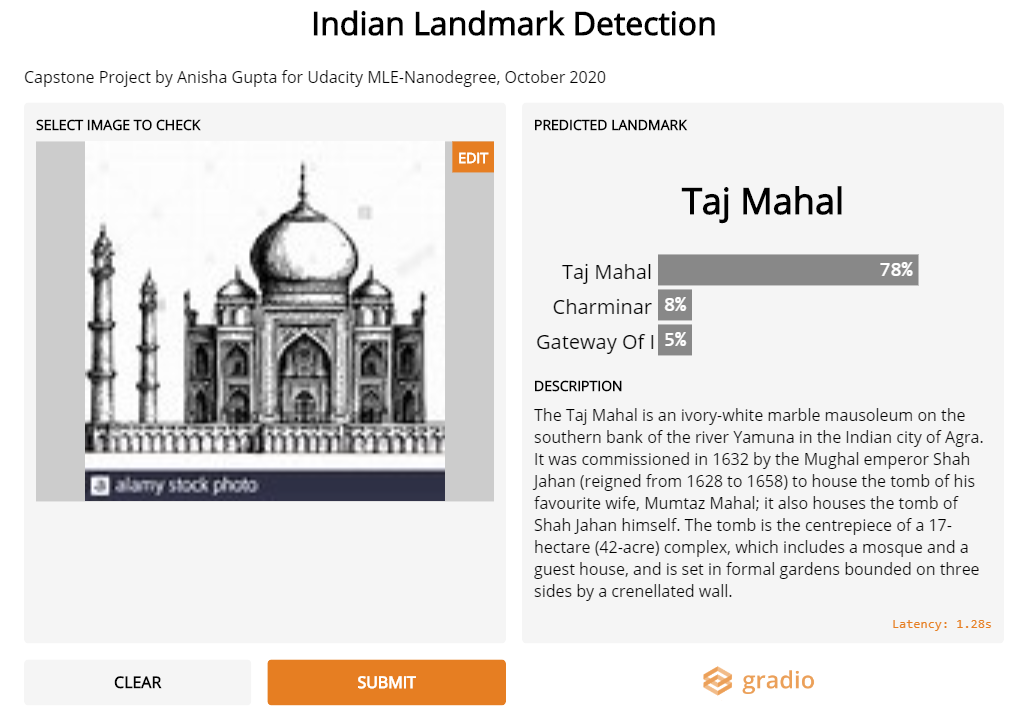 Indian Landmark Detection
Capstone Project by Anisha Gupta for Udacity MLE-Nanodegree, October 2020
SELECT IMAGE TO CHECK
EDIT
alamy stock photo
CLEAR
SUBMIT
PREDICTED LANDMARK
Taj Mahal
Taj Mahal 78%
Charminar 8%
Gateway Of I 5%
DESCRIPTION
The Taj Mahal is an ivory-white marble mausoleum on the
southern bank of the river Yamuna in the Indian city of Agra.
It was commissioned in 1632 by the Mughal emperor Shah
Jahan (reigned from 1628 to 1658) to house the tomb of his
favourite wife, Mumtaz Mahal; it also houses the tomb of
Shah Jahan himself. The tomb is the centrepiece of a 17-
hectare (42-acre) complex, which includes a mosque and a
guest house, and is set in formal gardens bounded on three
sides by a crenellated wall.
Latency: 1.28s
gradio